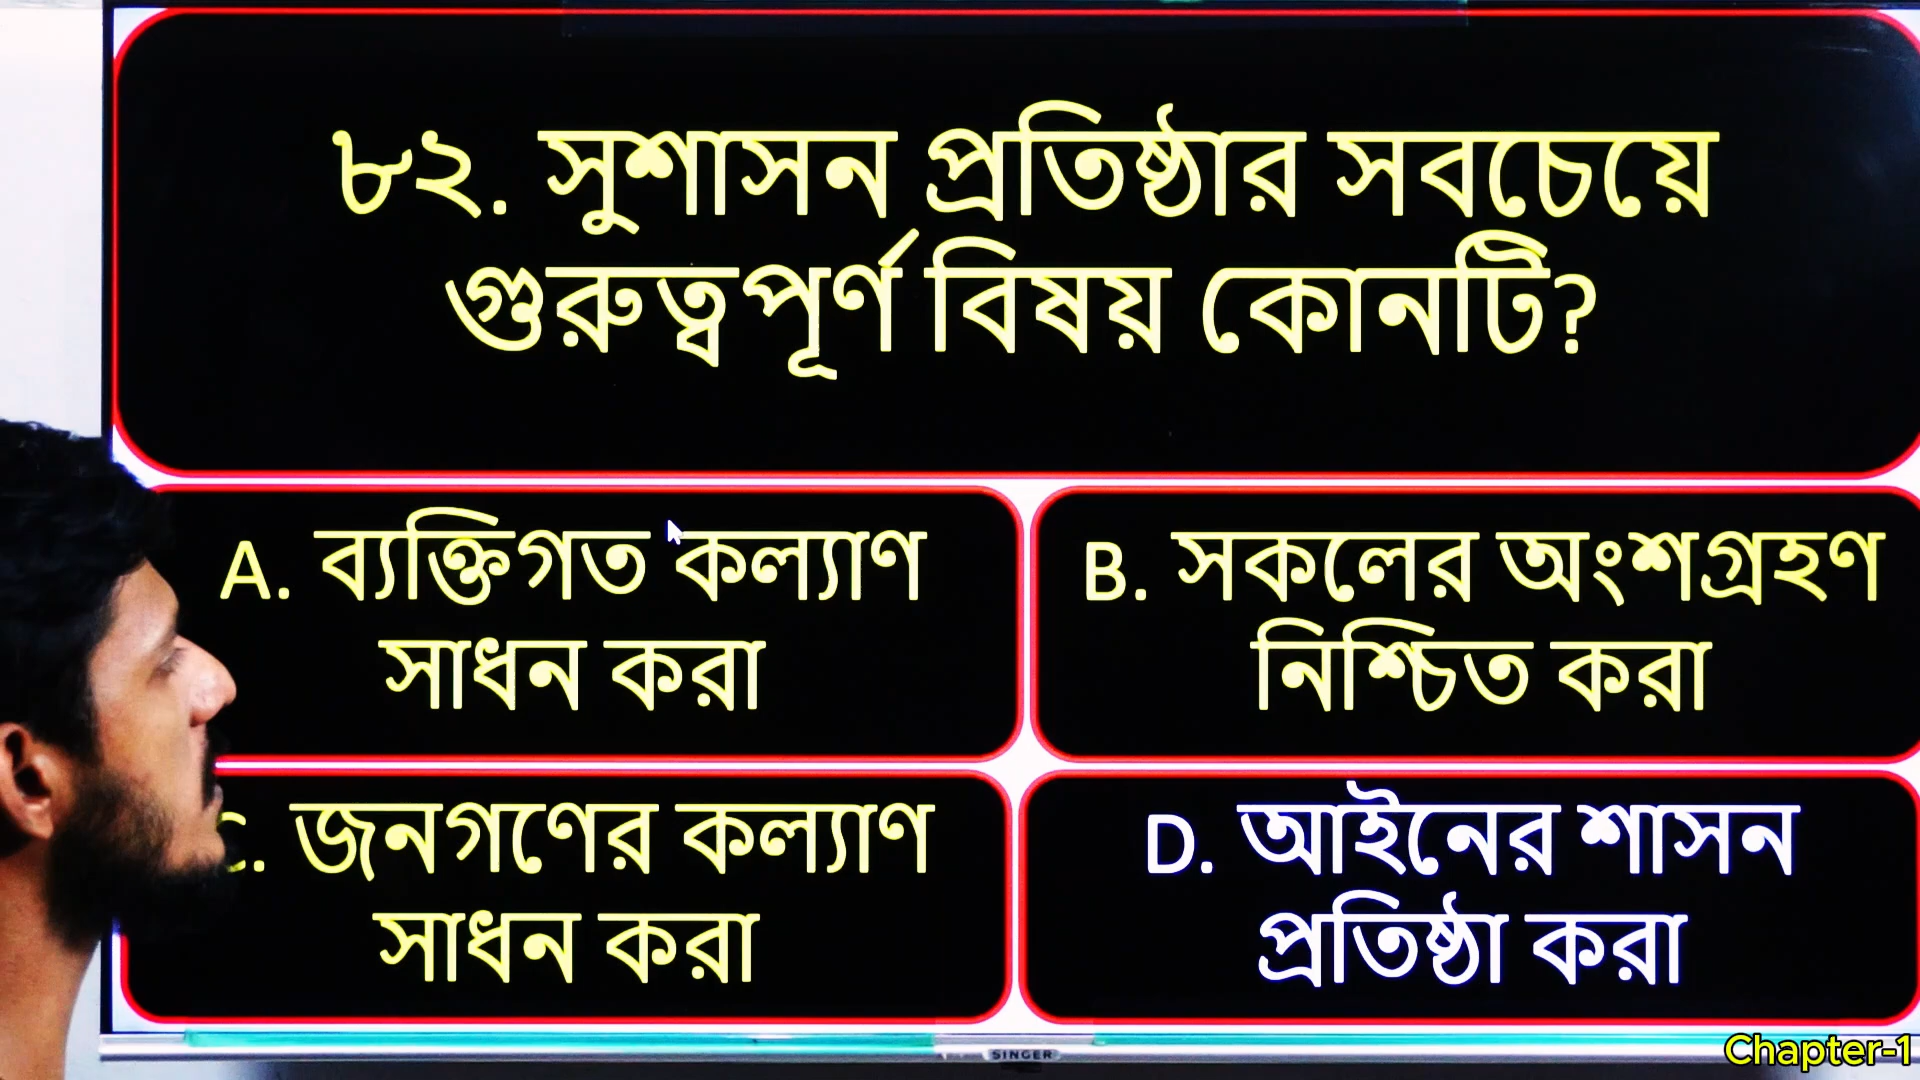 ৮২. সুশাসন প্রতিষ্ঠার সবচেয়ে
গুরুত্বপূর্ণ বিষয় কোনটি?
A. ব্যক্তিগত কল্যাণ
সাধন করা
B. সকলের অংশগ্রহণ
নিশ্চিত করা
C. জনগণের কল্যাণ
সাধন করা
D. আইনের শাসন
প্রতিষ্ঠা করা
SINGER
Chapter-1